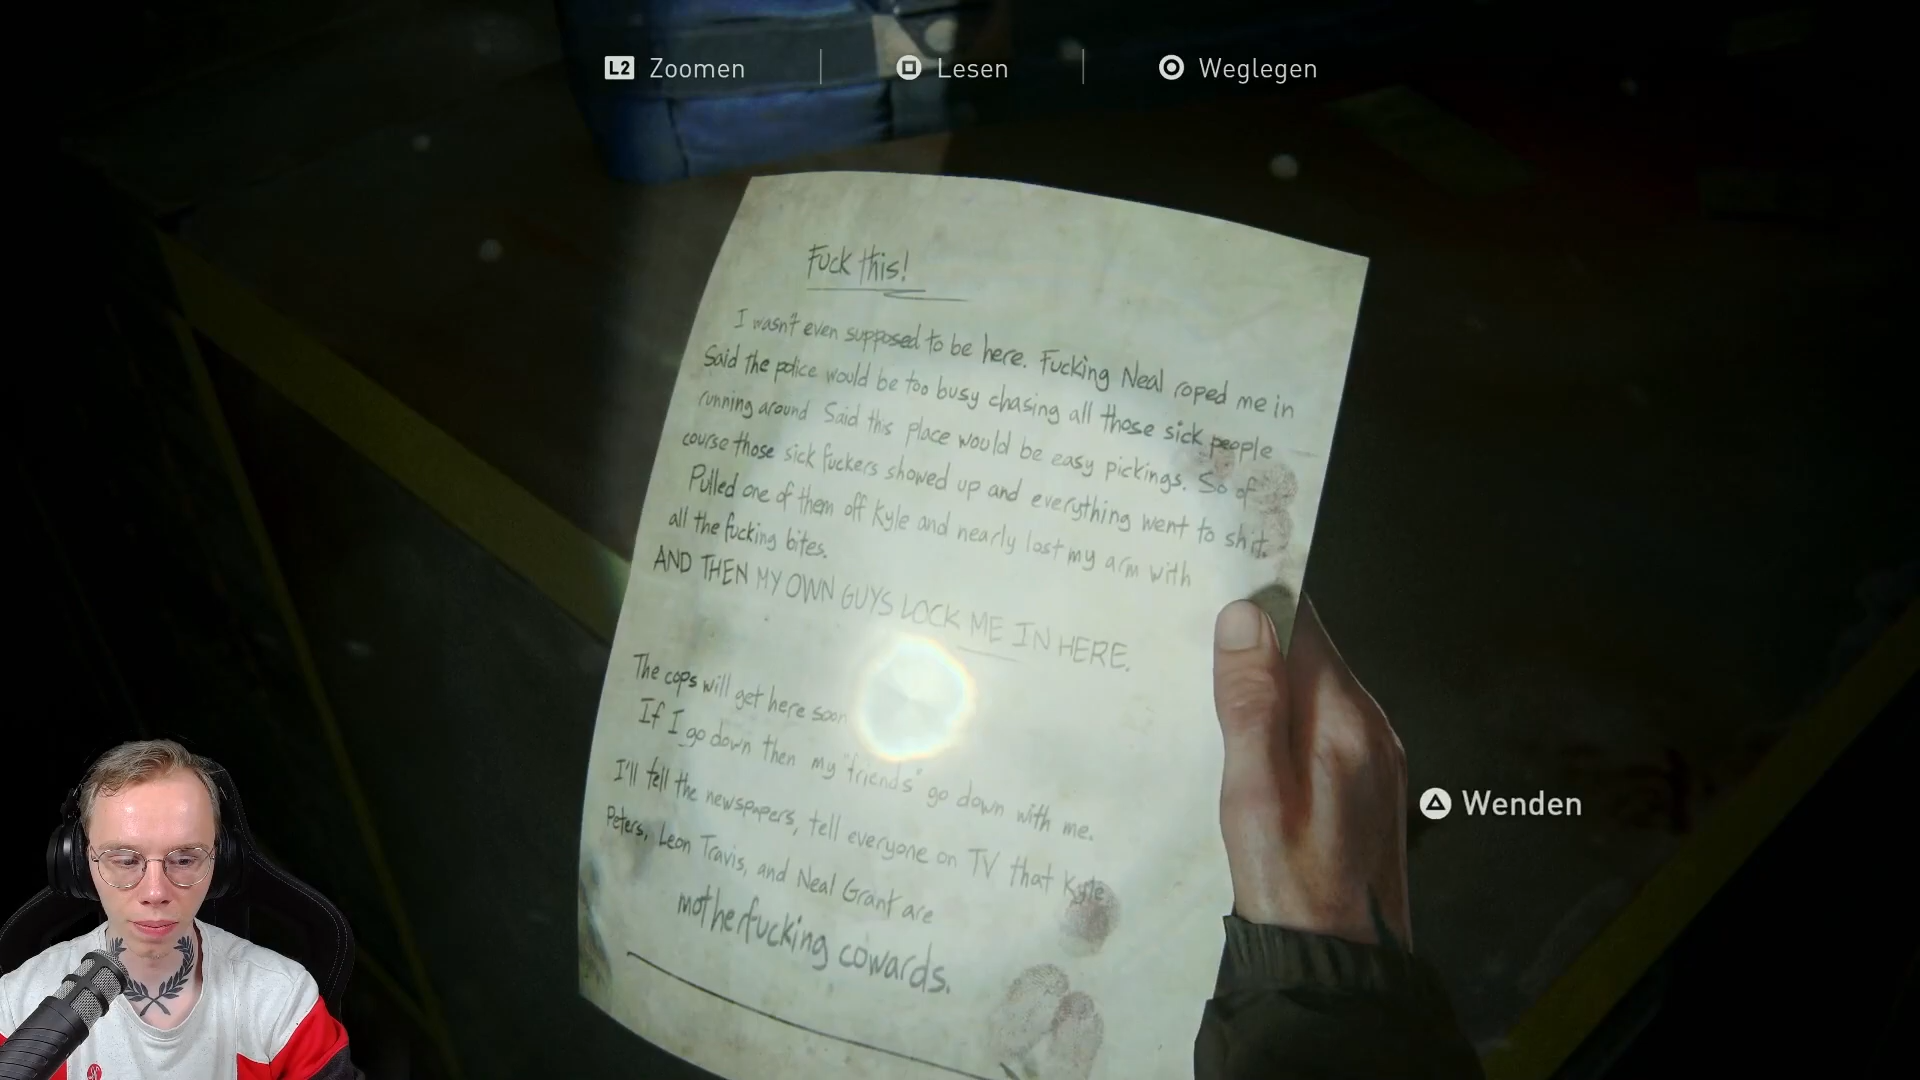 L2 Zoomen
Lesen
Weglegen
Fuck this!
I wasn't even supposed to be here. Fucking Neal roped me in
Said the police would be too busy chasing all those sick people
running around Said this place would be easy pickings. So of
course those sick fuckers showed up and everything went to shit.
Pulled one of them off Kyle and nearly lost my arm with
all the fucking bites.
AND THEN MY OWN GUYS LOCK ME IN HERE.
The cops will get here soon
If I go down then my "friends" go down with me.
I'll tell the newspapers, tell everyone on TV that Kyle
Peters, Leon Travis, and Neal Grant are
motherfucking cowards.
Wenden